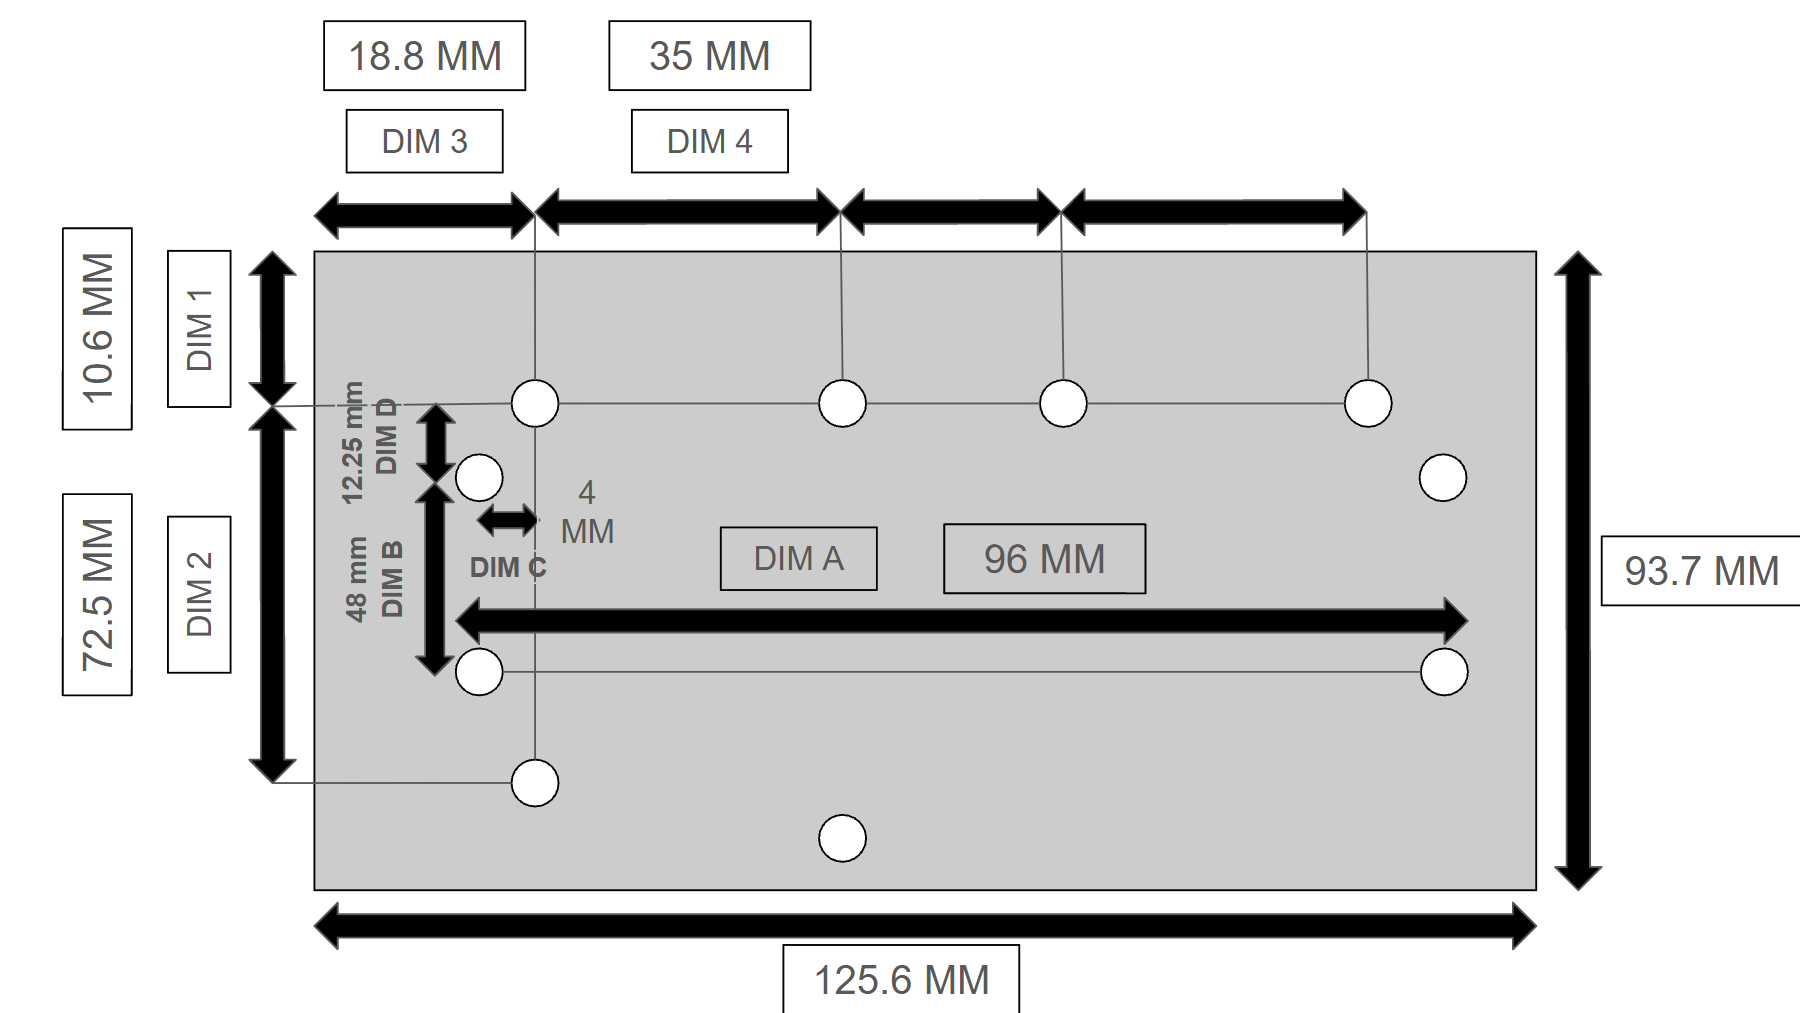 18.8 MM
35 MM
DIM 3
DIM 4
10.6 MM
DIM 1
12.25 mm
DIM D
4
MM
72.5 MM
DIM 2
48 mm
DIM B
DIM C
DIM A
96 MM
93.7 MM
125.6 MM